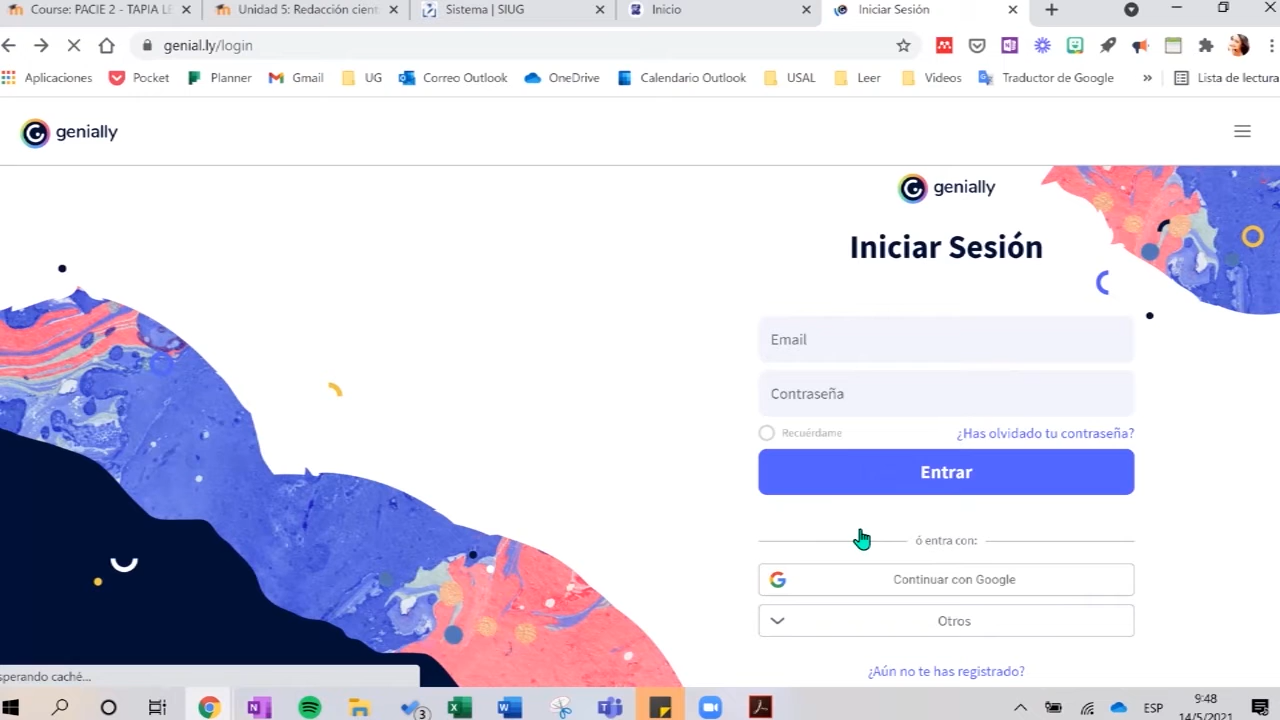 Course: PACIE 2 - TAPIA LE
Unidad 5: Redacción cient
Sistema | SIUG
Inicio
Iniciar Sesión
genial.ly/login
Aplicaciones
Pocket
Planner
Gmail
UG
Correo Outlook
OneDrive
Calendario Outlook
USAL
Leer
Videos
Traductor de Google
»
Lista de lectura
genially
genially
Iniciar Sesión
Email
Contraseña
Recuérdame
¿Has olvidado tu contraseña?
Entrar
ó entra con:
Continuar con Google
Otros
¿Aún no te has registrado?
sperando caché...
3
ESP
9:48
14/5/2021